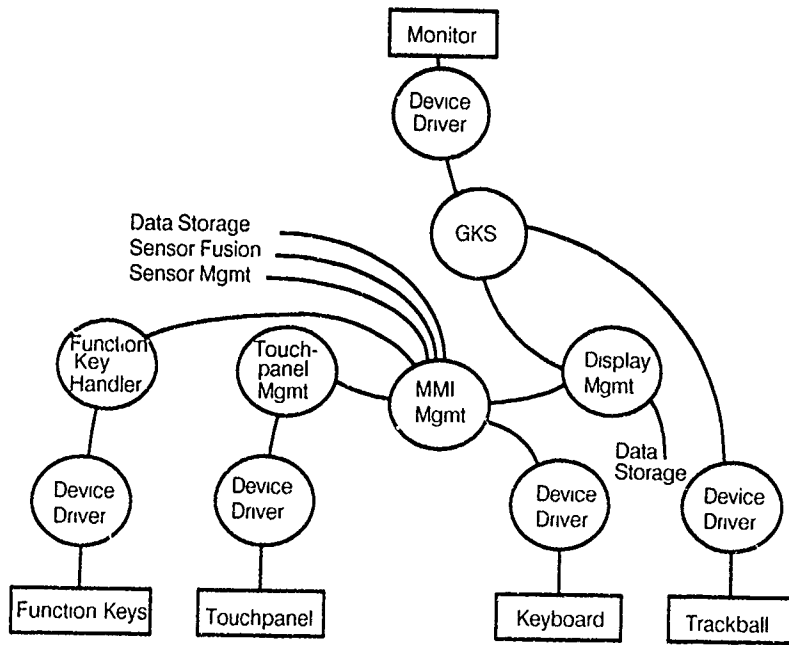 Monitor
Device
Driver
GKS
Data Storage
Sensor Fusion
Sensor Mgmt
Function
Key
Handler
Touch-
panel
Mgmt
MMI
Mgmt
Display
Mgmt
Data
Storage
Device
Driver
Device
Driver
Device
Driver
Device
Driver
Function Keys
Touchpanel
Keyboard
Trackball